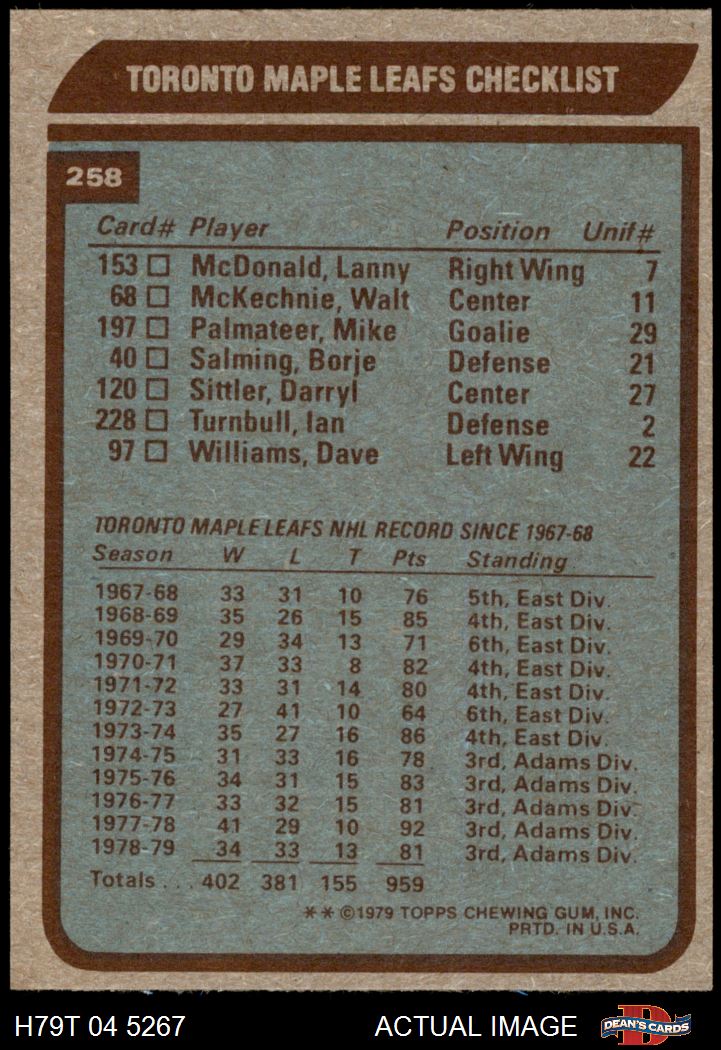 TORONTO MAPLE LEAFS CHECKLIST
258
Card# Player Position Unif#
153 □ McDonald, Lanny Right Wing 7
68 □ McKechnie, Walt Center 11
197 □ Palmateer, Mike Goalie 29
40 □ Salming, Borje Defense 21
120 □ Sittler, Darryl Center 27
228 □ Turnbull, Ian Defense 2
97 □ Williams, Dave Left Wing 22
TORONTO MAPLE LEAFS NHL RECORD SINCE 1967-68
Season W L T Pts Standing
1967-68 33 31 10 76 5th, East Div.
1968-69 35 26 15 85 4th, East Div.
1969-70 29 34 13 71 6th, East Div.
1970-71 37 33 8 82 4th, East Div.
1971-72 33 31 14 80 4th, East Div.
1972-73 27 41 10 64 6th, East Div.
1973-74 35 27 16 86 4th, East Div.
1974-75 31 33 16 78 3rd, Adams Div.
1975-76 34 31 15 83 3rd, Adams Div.
1976-77 33 32 15 81 3rd, Adams Div.
1977-78 41 29 10 92 3rd, Adams Div.
1978-79 34 33 13 81 3rd, Adams Div.
Totals ... 402 381 155 959
** ©1979 TOPPS CHEWING GUM, INC.
PRTD. IN U.S.A.
H79T 04 5267 ACTUAL IMAGE D DEAN'S CARDS